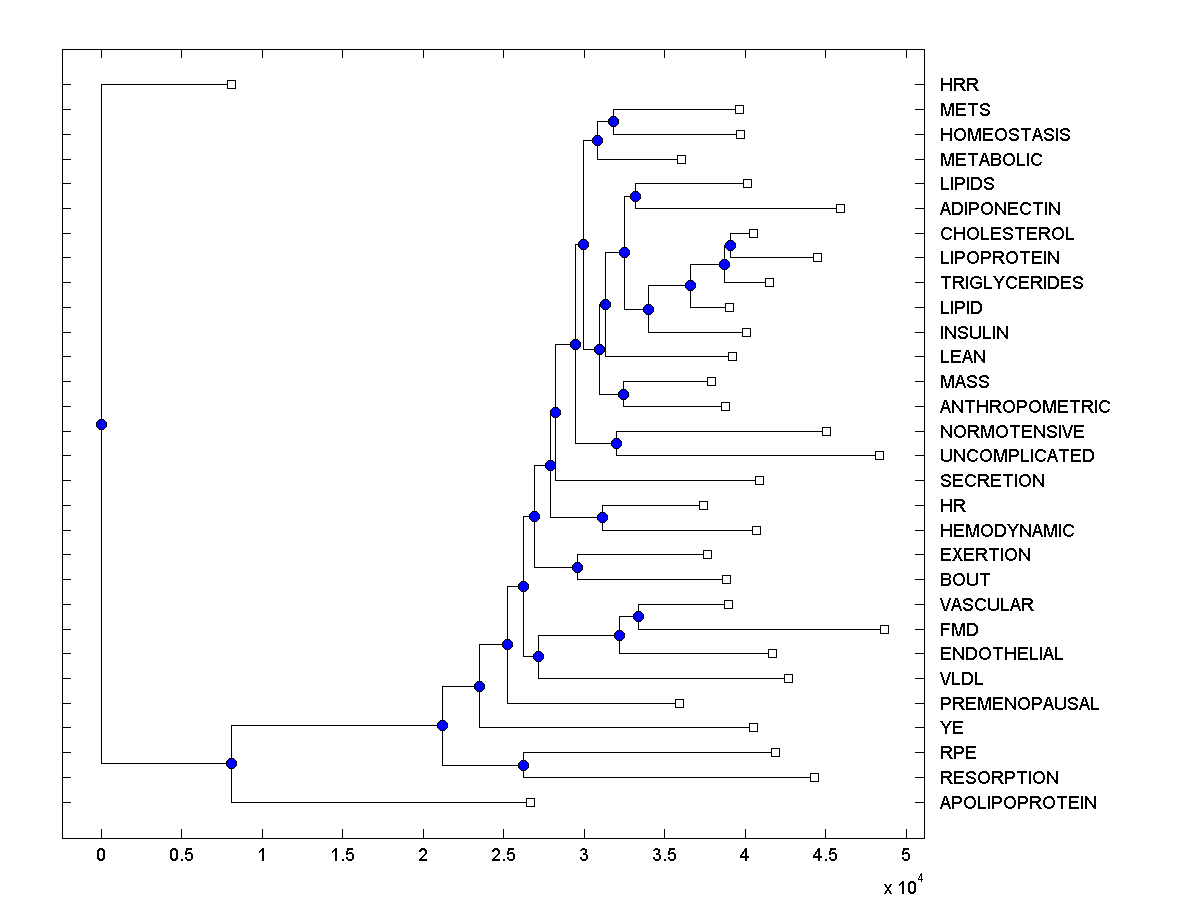 HRR
METS
HOMEOSTASIS
METABOLIC
LIPIDS
ADIPONECTIN
CHOLESTEROL
LIPOPROTEIN
TRIGLYCERIDES
LIPID
INSULIN
LEAN
MASS
ANTHROPOMETRIC
NORMOTENSIVE
UNCOMPLICATED
SECRETION
HR
HEMODYNAMIC
EXERTION
BOUT
VASCULAR
FMD
ENDOTHELIAL
VLDL
PREMENOPAUSAL
YE
RPE
RESORPTION
APOLIPOPROTEIN
0 0.5 1 1.5 2 2.5 3 3.5 4 4.5 5
x 10^4